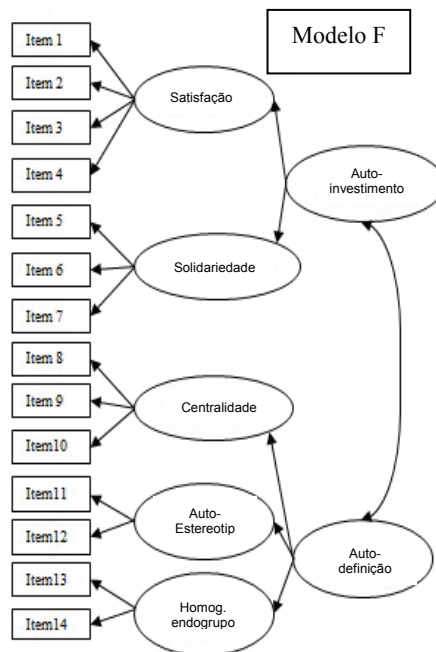 Modelo F
Item 1
Item 2
Item 3
Item 4
Item 5
Item 6
Item 7
Item 8
Item 9
Item10
Item11
Item12
Item13
Item14
Satisfação
Solidariedade
Centralidade
Auto-
Estereotip
Homog.
endogrupo
Auto-
investimento
Auto-
definição